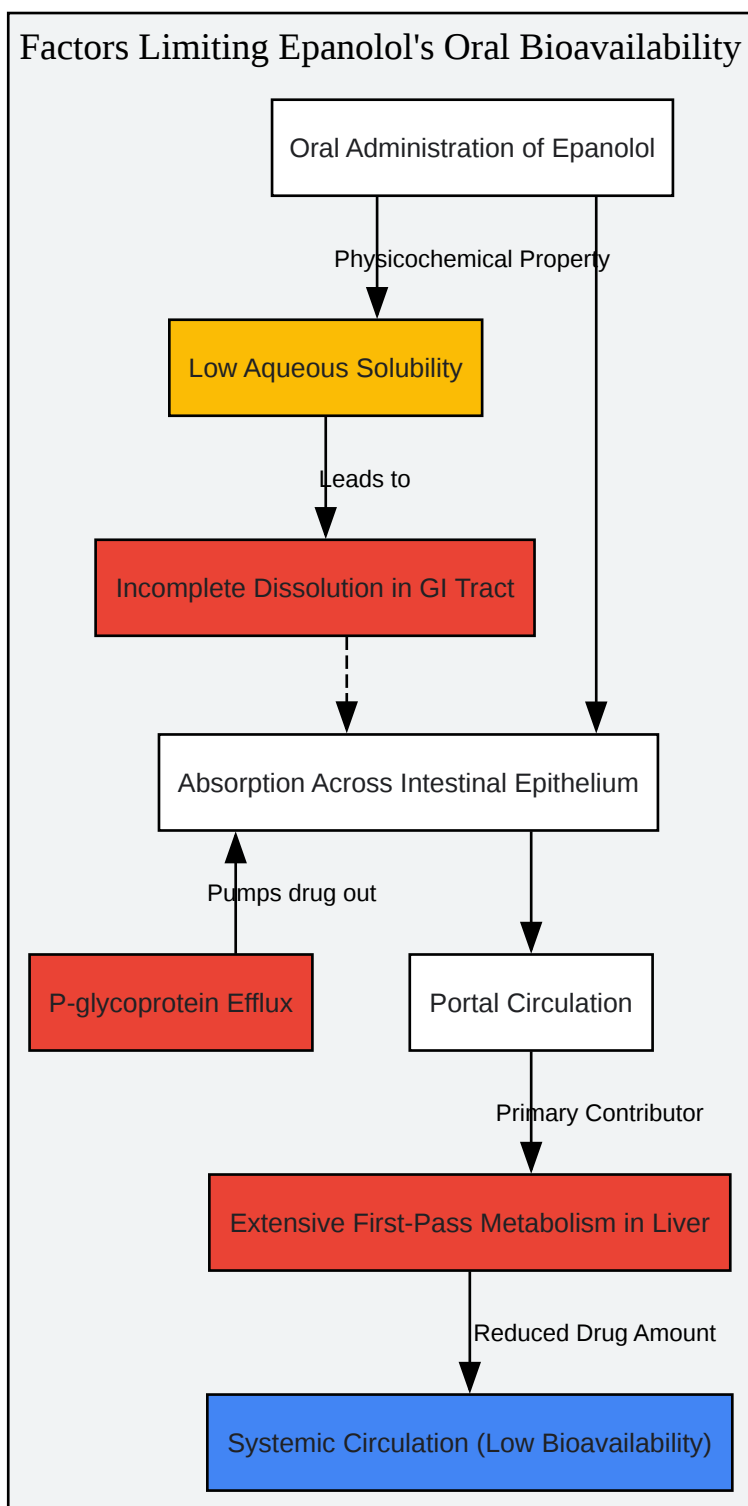 Factors Limiting Epanolol's Oral Bioavailability
Oral Administration of Epanolol
Physicochemical Property
Low Aqueous Solubility
Leads to
Incomplete Dissolution in GI Tract
Absorption Across Intestinal Epithelium
Pumps drug out
P-glycoprotein Efflux
Portal Circulation
Primary Contributor
Extensive First-Pass Metabolism in Liver
Reduced Drug Amount
Systemic Circulation (Low Bioavailability)